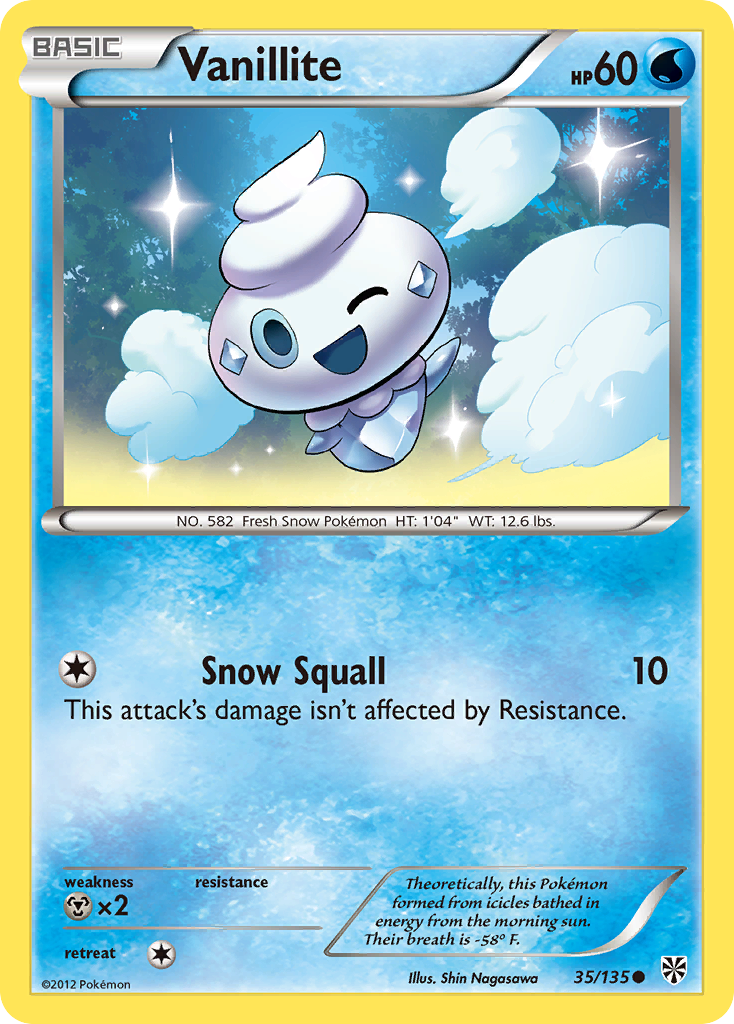 BASIC
Vanillite
HP60
NO. 582 Fresh Snow Pokémon HT: 1'04" WT: 12.6 lbs.
Snow Squall 10
This attack's damage isn't affected by Resistance.
weakness resistance
×2
retreat
Theoretically, this Pokémon
formed from icicles bathed in
energy from the morning sun.
Their breath is -58º F.
©2012 Pokémon
Illus. Shin Nagasawa
35/135